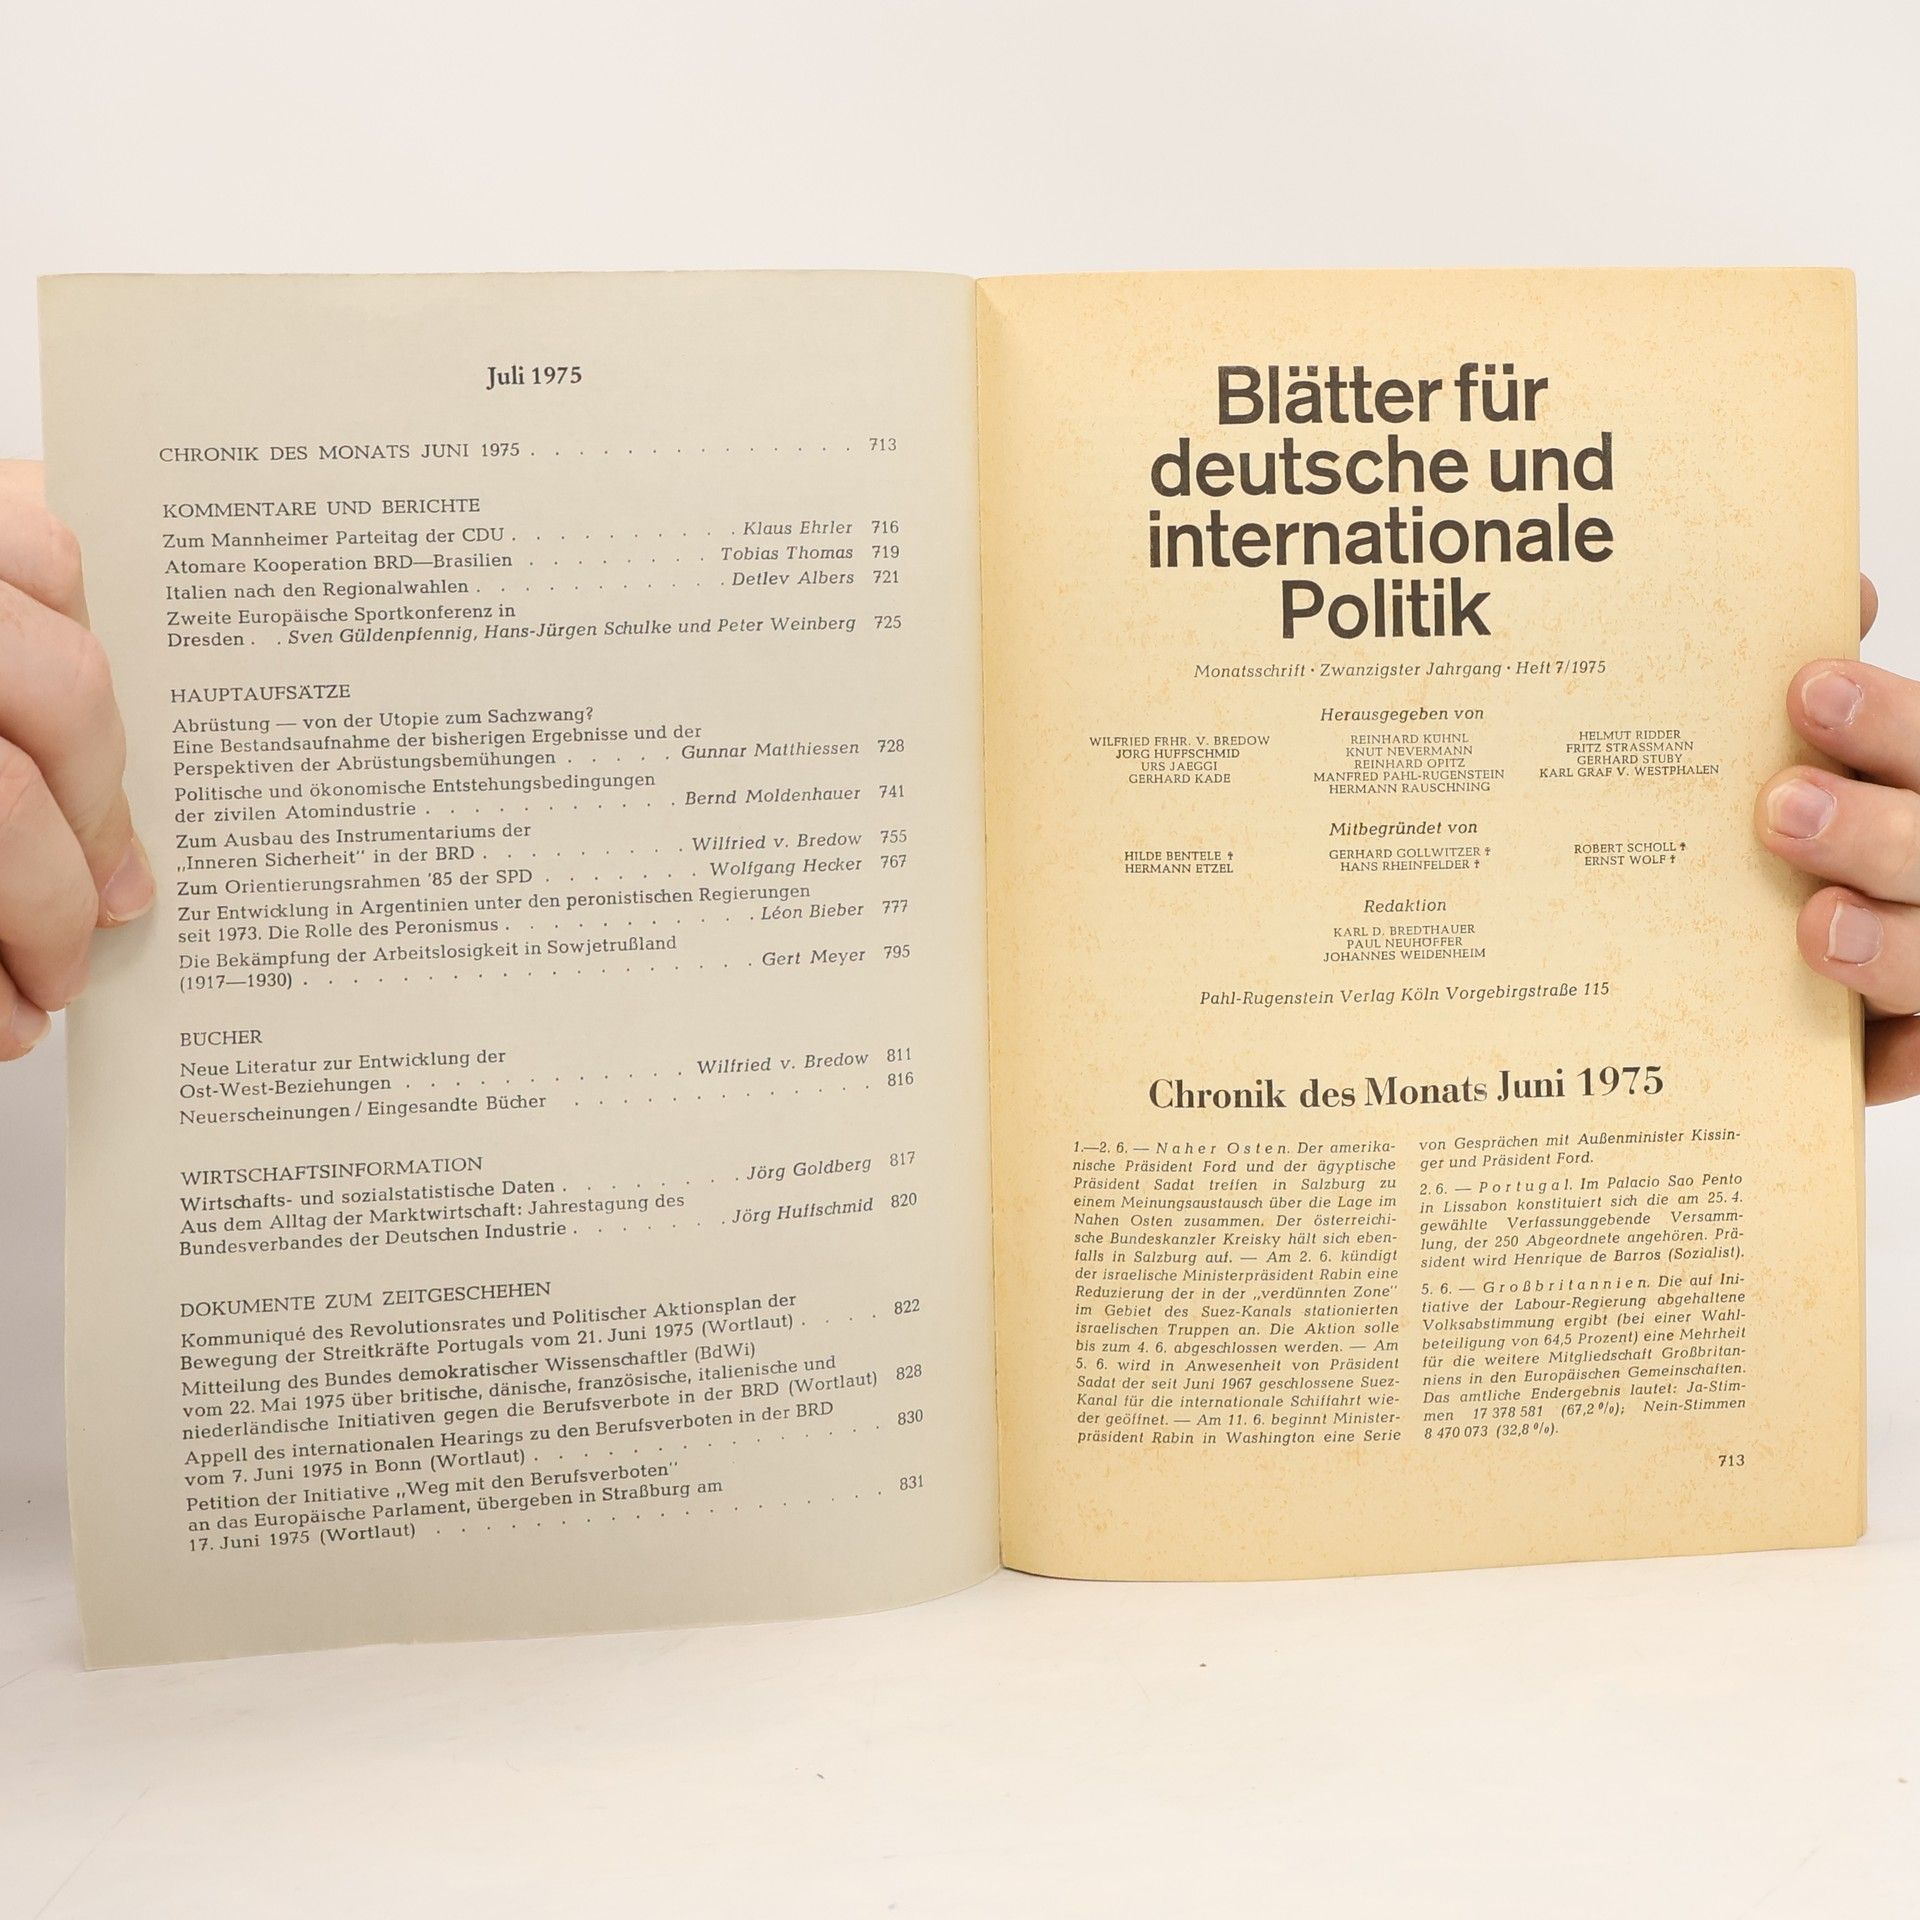 Juli 1975
CHRONIK DES MONATS JUNI 1975 . . . . . . . . . . . . . . 713
KOMMENTARE UND BERICHTE
Zum Mannheimer Parteitag der CDU . . . . . . . . . . Klaus Ehrler 716
Atomare Kooperation BRD—Brasilien . . . . . . . . Tobias Thomas 719
Italien nach den Regionalwahlen . . . . . . . . . . . Detlev Albers 721
Zweite Europäische Sportkonferenz in
Dresden . . Sven Güldenpfennig, Hans-Jürgen Schulke und Peter Weinberg 725
HAUPTAUFSÄTZE
Abrüstung — von der Utopie zum Sachzwang?
Eine Bestandsaufnahme der bisherigen Ergebnisse und der
Perspektiven der Abrüstungsbemühungen . . . . . Gunnar Matthiessen 728
Politische und ökonomische Entstehungsbedingungen
der zivilen Atomindustrie . . . . . . . . . . . Bernd Moldenhauer 741
Zum Ausbau des Instrumentariums der
„Inneren Sicherheit" in der BRD . . . . . . . . . Wilfried v. Bredow 755
Zum Orientierungsrahmen '85 der SPD . . . . . . . Wolfgang Hecker 767
Zur Entwicklung in Argentinien unter den peronistischen Regierungen
seit 1973. Die Rolle des Peronismus . . . . . . . . . . . Léon Bieber 777
Die Bekämpfung der Arbeitslosigkeit in Sowjetrußland
(1917—1930) . . . . . . . . . . . . . . . . . . . Gert Meyer 795
BÜCHER
Neue Literatur zur Entwicklung der
Ost-West-Beziehungen . . . . . . . . . . . . Wilfried v. Bredow 811
Neuerscheinungen / Eingesandte Bücher . . . . . . . . . . . . 816
WIRTSCHAFTSINFORMATION
Wirtschafts- und sozialstatistische Daten . . . . . . . . Jörg Goldberg 817
Aus dem Alltag der Marktwirtschaft: Jahrestagung des
Bundesverbandes der Deutschen Industrie . . . . . . . Jörg Huffschmid 820
DOKUMENTE ZUM ZEITGESCHEHEN
Kommuniqué des Revolutionsrates und Politischer Aktionsplan der
Bewegung der Streitkräfte Portugals vom 21. Juni 1975 (Wortlaut) . . . . 822
Mitteilung des Bundes demokratischer Wissenschaftler (BdWi)
vom 22. Mai 1975 über britische, dänische, französische, italienische und
niederländische Initiativen gegen die Berufsverbote in der BRD (Wortlaut) 828
Appell des internationalen Hearings zu den Berufsverboten in der BRD
vom 7. Juni 1975 in Bonn (Wortlaut) . . . . . . . . . . . . . . . 830
Petition der Initiative „Weg mit den Berufsverboten"
an das Europäische Parlament, übergeben in Straßburg am
17. Juni 1975 (Wortlaut) . . . . . . . . . . . . . . . . . . . 831
Blätter für
deutsche und
internationale
Politik
Monatsschrift · Zwanzigster Jahrgang · Heft 7/1975
Herausgegeben von
WILFRIED FRHR. V. BREDOW
JÖRG HUFFSCHMID
URS JAEGGI
GERHARD KADE
REINHARD KÜHNL
KNUT NEVERMANN
REINHARD OPITZ
MANFRED PAHL-RUGENSTEIN
HERMANN RAUSCHNING
HELMUT RIDDER
FRITZ STRASSMANN
GERHARD STUBY
KARL GRAF V. WESTPHALEN
Mitbegründet von
HILDE BENTELE ✝
HERMANN ETZEL
GERHARD GOLLWITZER ✝
HANS RHEINFELDER ✝
ROBERT SCHOLL ✝
ERNST WOLF ✝
Redaktion
KARL D. BREDTHAUER
PAUL NEUHÖFFER
JOHANNES WEIDENHEIM
Pahl-Rugenstein Verlag Köln Vorgebirgstraße 115
Chronik des Monats Juni 1975
1.—2. 6. — Naher Osten. Der amerika-
nische Präsident Ford und der ägyptische
Präsident Sadat treffen in Salzburg zu
einem Meinungsaustausch über die Lage im
Nahen Osten zusammen. Der österreichi-
sche Bundeskanzler Kreisky hält sich eben-
falls in Salzburg auf. — Am 2. 6. kündigt
der israelische Ministerpräsident Rabin eine
Reduzierung der in der „verdünnten Zone"
im Gebiet des Suez-Kanals stationierten
israelischen Truppen an. Die Aktion solle
bis zum 4. 6. abgeschlossen werden. — Am
5. 6. wird in Anwesenheit von Präsident
Sadat der seit Juni 1967 geschlossene Suez-
Kanal für die internationale Schiffahrt wie-
der geöffnet. — Am 11. 6. beginnt Minister-
präsident Rabin in Washington eine Serie
von Gesprächen mit Außenminister Kissin-
ger und Präsident Ford.
2. 6. — Portugal. Im Palacio Sao Pento
in Lissabon konstituiert sich die am 25. 4.
gewählte Verfassunggebende Versamm-
lung, der 250 Abgeordnete angehören. Prä-
sident wird Henrique de Barros (Sozialist).
5. 6. — Großbritannien. Die auf Ini-
tiative der Labour-Regierung abgehaltene
Volksabstimmung ergibt (bei einer Wahl-
beteiligung von 64,5 Prozent) eine Mehrheit
für die weitere Mitgliedschaft Großbritan-
niens in den Europäischen Gemeinschaften.
Das amtliche Endergebnis lautet: Ja-Stim-
men 17 378 581 (67,2 %); Nein-Stimmen
8 470 073 (32,8 %).
713